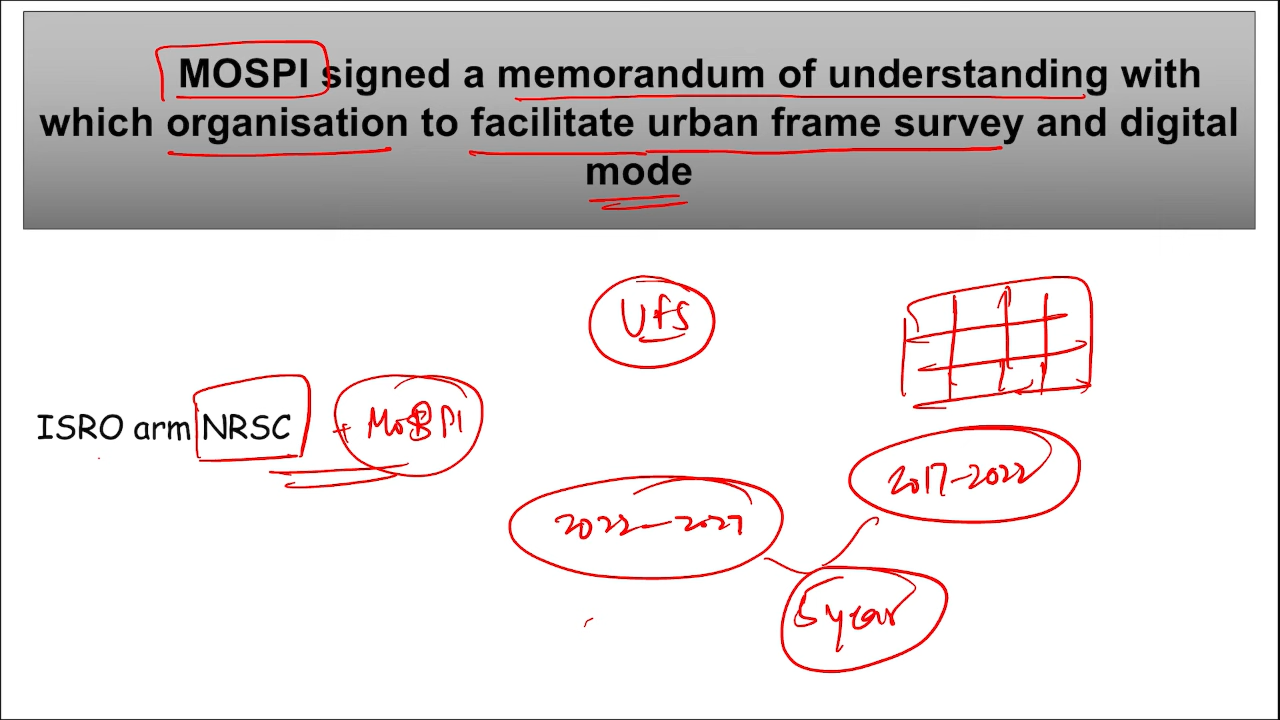 MOSPI signed a memorandum of understanding with
which organisation to facilitate urban frame survey and digital
mode
Ufs
ISRO arm NRSC + MoSPI
2017-2022
2022-2027
5 year